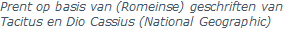 Prent op basis van (Romeinse) geschriften van
Tacitus en Dio Cassius (National Geographic)